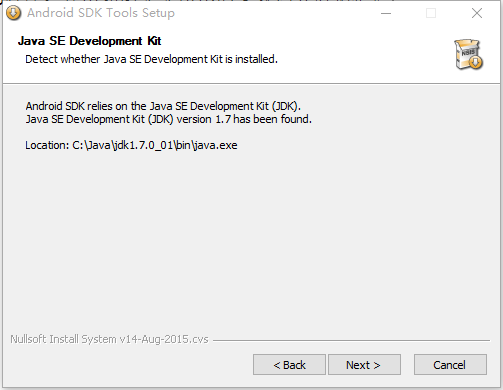 Android SDK Tools Setup
Java SE Development Kit
Detect whether Java SE Development Kit is installed.
Android SDK relies on the Java SE Development Kit (JDK).
Java SE Development Kit (JDK) version 1.7 has been found.
Location: C:\Java\jdk1.7.0_01\bin\java.exe
Nullsoft Install System v14-Aug-2015.cvs
< Back
Next >
Cancel